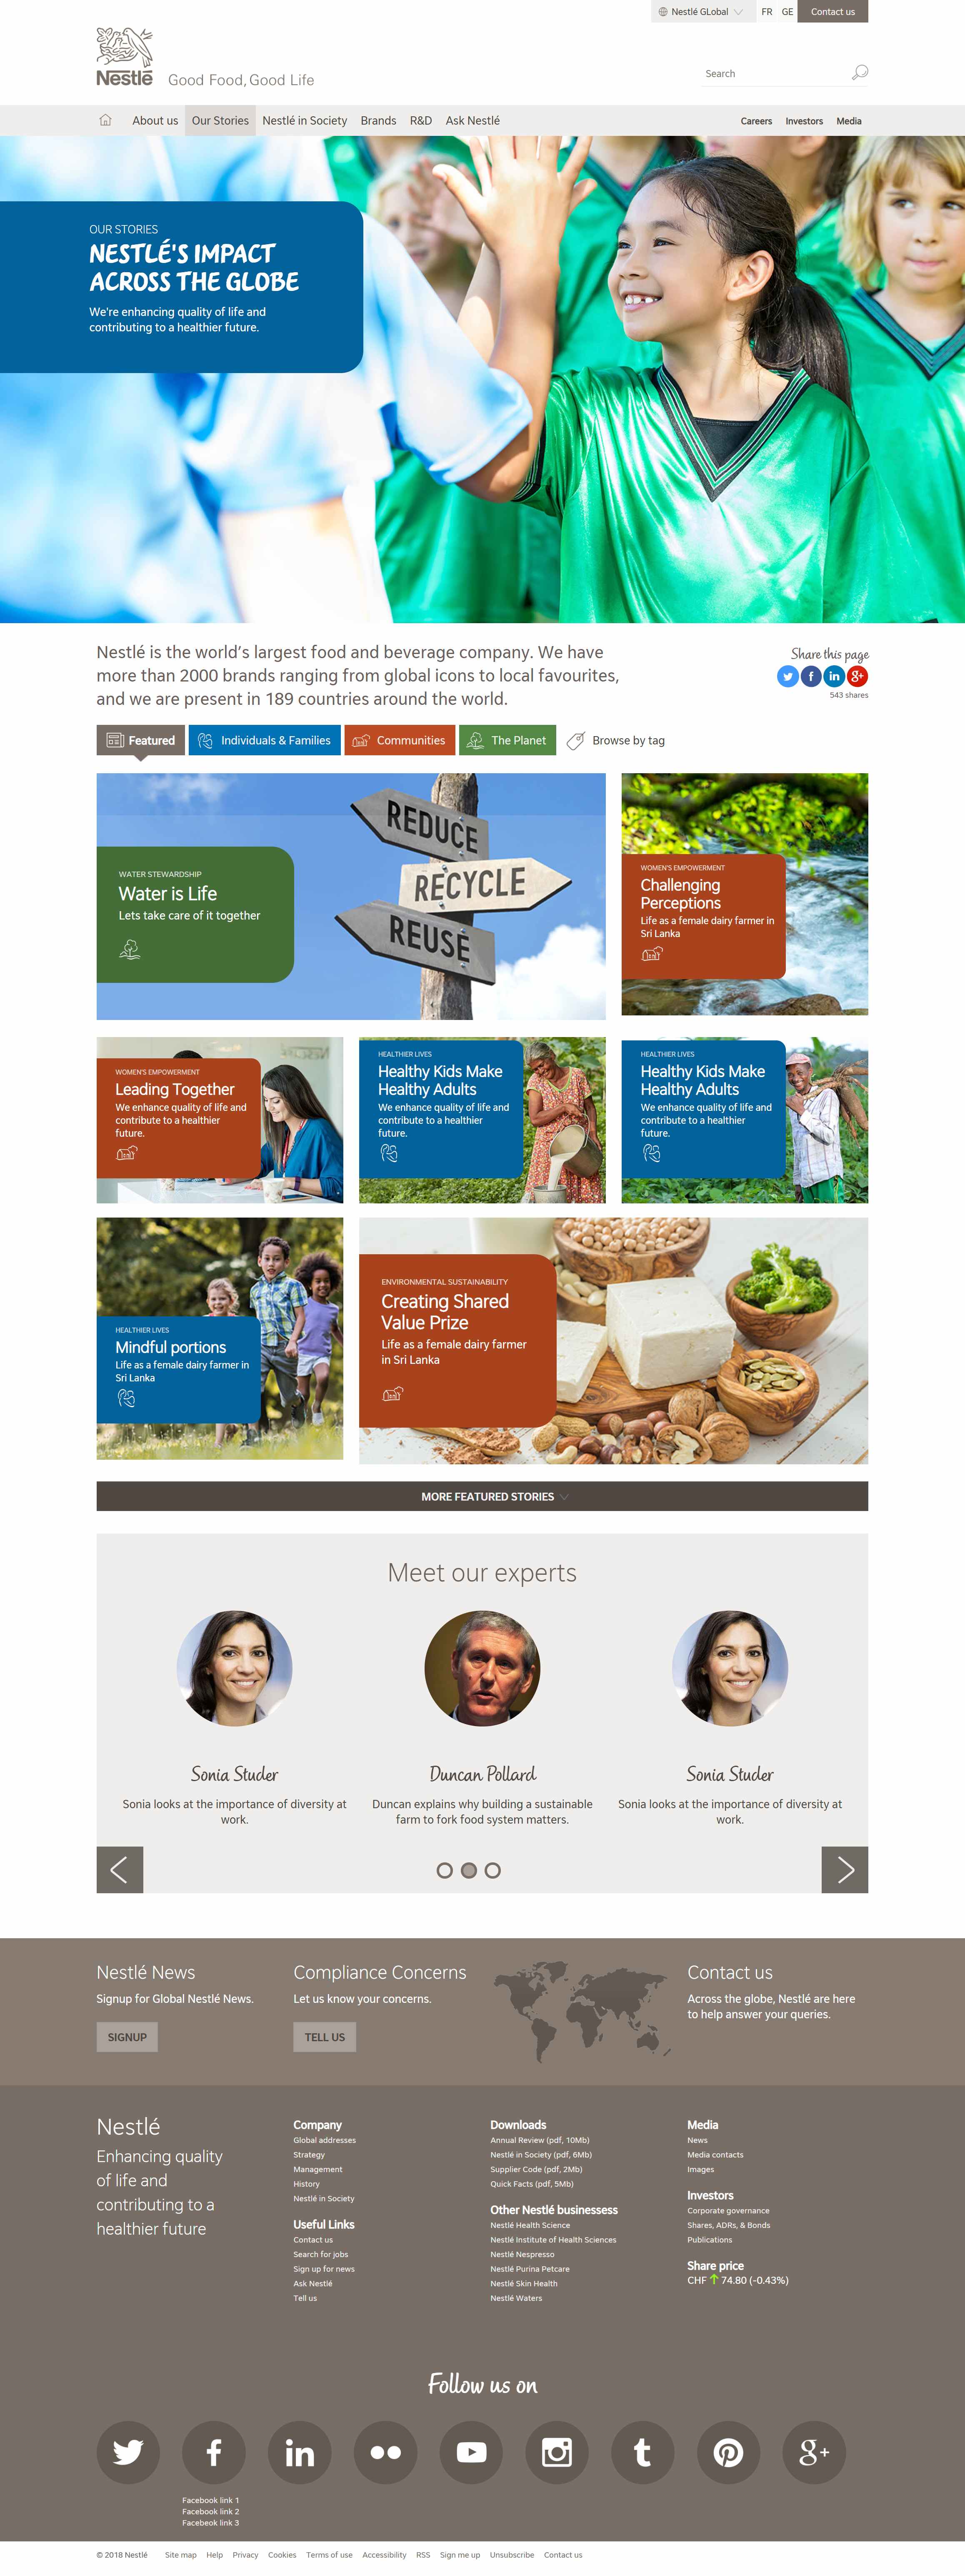 Nestlé GLobal
FR
GE
Contact us
Nestlé
Good Food, Good Life
Search
About us
Our Stories
Nestlé in Society
Brands
R&D
Ask Nestlé
Careers
Investors
Media
OUR STORIES
NESTLÉ'S IMPACT
ACROSS THE GLOBE
We're enhancing quality of life and
contributing to a healthier future.
Nestlé is the world's largest food and beverage company. We have
more than 2000 brands ranging from global icons to local favourites,
and we are present in 189 countries around the world.
Share this page
543 shares
Featured
Individuals & Families
Communities
The Planet
Browse by tag
WATER STEWARDSHIP
Water is Life
Lets take care of it together
REDUCE
RECYCLE
REUSE
WOMEN'S EMPOWERMENT
Challenging
Perceptions
Life as a female dairy farmer in
Sri Lanka
WOMEN'S EMPOWERMENT
Leading Together
We enhance quality of life and
contribute to a healthier
future.
HEALTHIER LIVES
Healthy Kids Make
Healthy Adults
We enhance quality of life and
contribute to a healthier
future.
HEALTHIER LIVES
Healthy Kids Make
Healthy Adults
We enhance quality of life and
contribute to a healthier
future.
HEALTHIER LIVES
Mindful portions
Life as a female dairy farmer in
Sri Lanka
ENVIRONMENTAL SUSTAINABILITY
Creating Shared
Value Prize
Life as a female dairy farmer
in Sri Lanka
MORE FEATURED STORIES
Meet our experts
Sonia Studer
Sonia looks at the importance of diversity at
work.
Duncan Pollard
Duncan explains why building a sustainable
farm to fork food system matters.
Sonia Studer
Sonia looks at the importance of diversity at
work.
Nestlé News
Signup for Global Nestlé News.
SIGNUP
Compliance Concerns
Let us know your concerns.
TELL US
Contact us
Across the globe, Nestlé are here
to help answer your queries.
Nestlé
Enhancing quality
of life and
contributing to a
healthier future
Company
Global addresses
Strategy
Management
History
Nestlé in Society
Useful Links
Contact us
Search for jobs
Sign up for news
Ask Nestlé
Tell us
Downloads
Annual Review (pdf, 10Mb)
Nestlé in Society (pdf, 6Mb)
Supplier Code (pdf, 2Mb)
Quick Facts (pdf, 5Mb)
Other Nestlé businessess
Nestlé Health Science
Nestlé Institute of Health Sciences
Nestlé Nespresso
Nestlé Purina Petcare
Nestlé Skin Health
Nestlé Waters
Media
News
Media contacts
Images
Investors
Corporate governance
Shares, ADRs, & Bonds
Publications
Share price
CHF 74.80 (-0.43%)
Follow us on
Facebook link 1
Facebook link 2
Facebeok link 3
© 2018 Nestlé
Site map
Help
Privacy
Cookies
Terms of use
Accessibility
RSS
Sign me up
Unsubscribe
Contact us